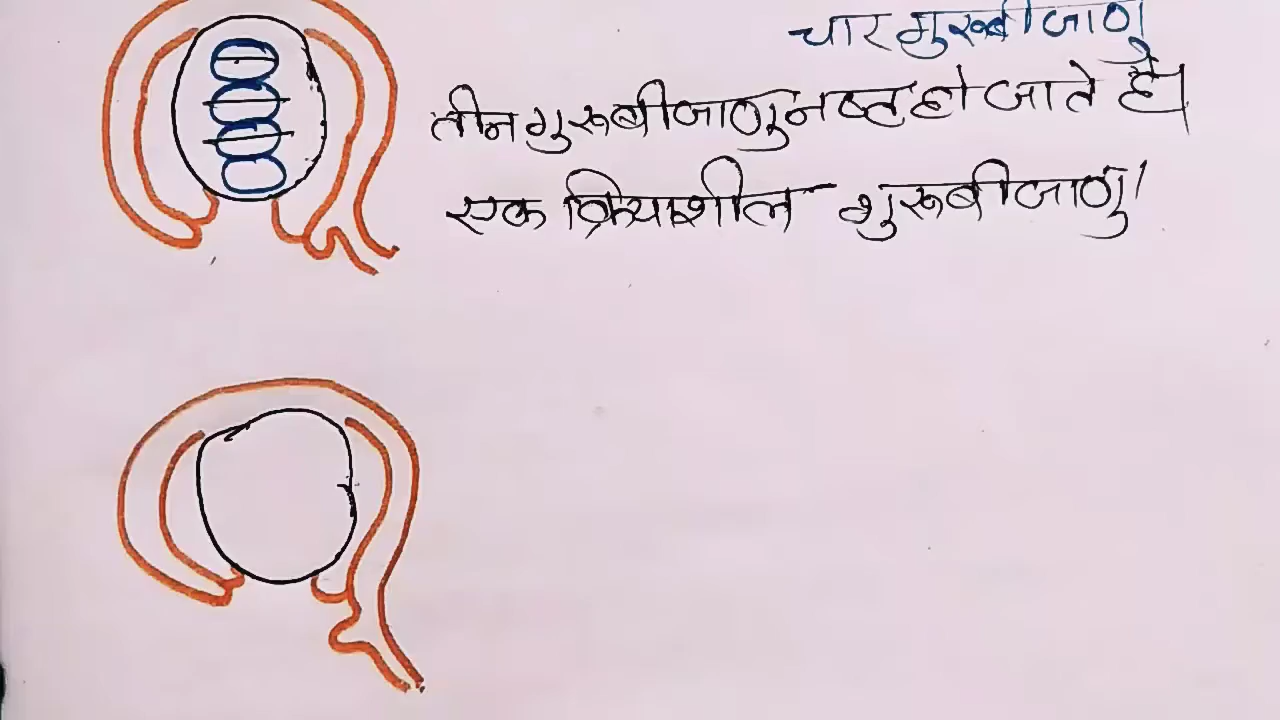 चार गुरूबीजाणु
तीन गुरूबीजाणु नष्ट हो जाते है।
एक क्रियाशील गुरूबीजाणु।